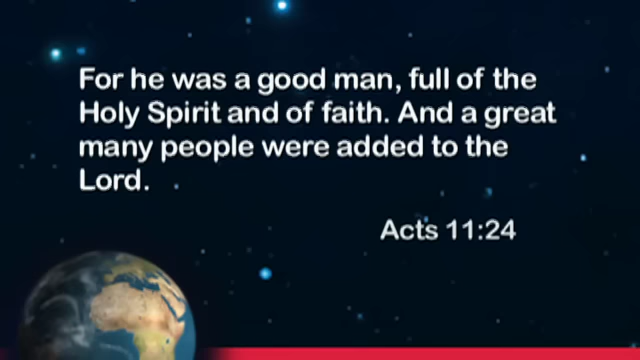 For he was a good man, full of the
Holy Spirit and of faith. And a great
many people were added to the
Lord.
Acts 11:24